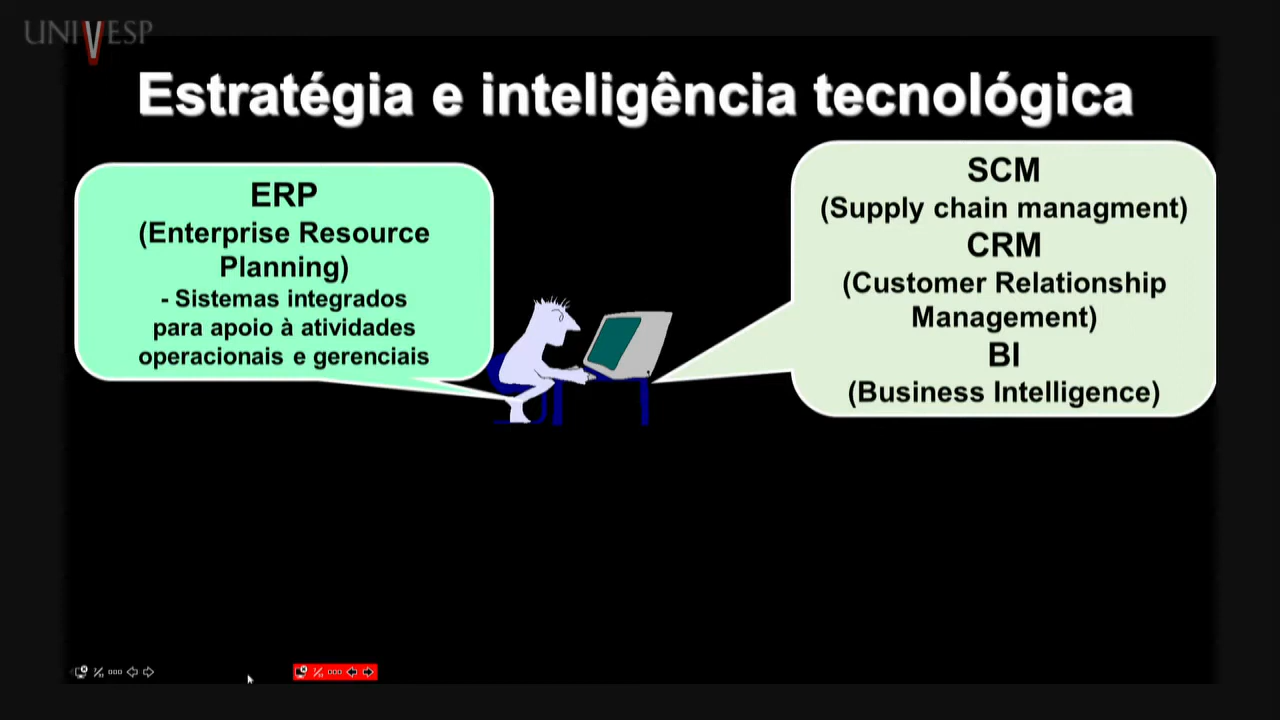 UNIVESP
Estratégia e inteligência tecnológica
ERP
(Enterprise Resource
Planning)
- Sistemas integrados
para apoio à atividades
operacionais e gerenciais
SCM
(Supply chain managment)
CRM
(Customer Relationship
Management)
BI
(Business Intelligence)